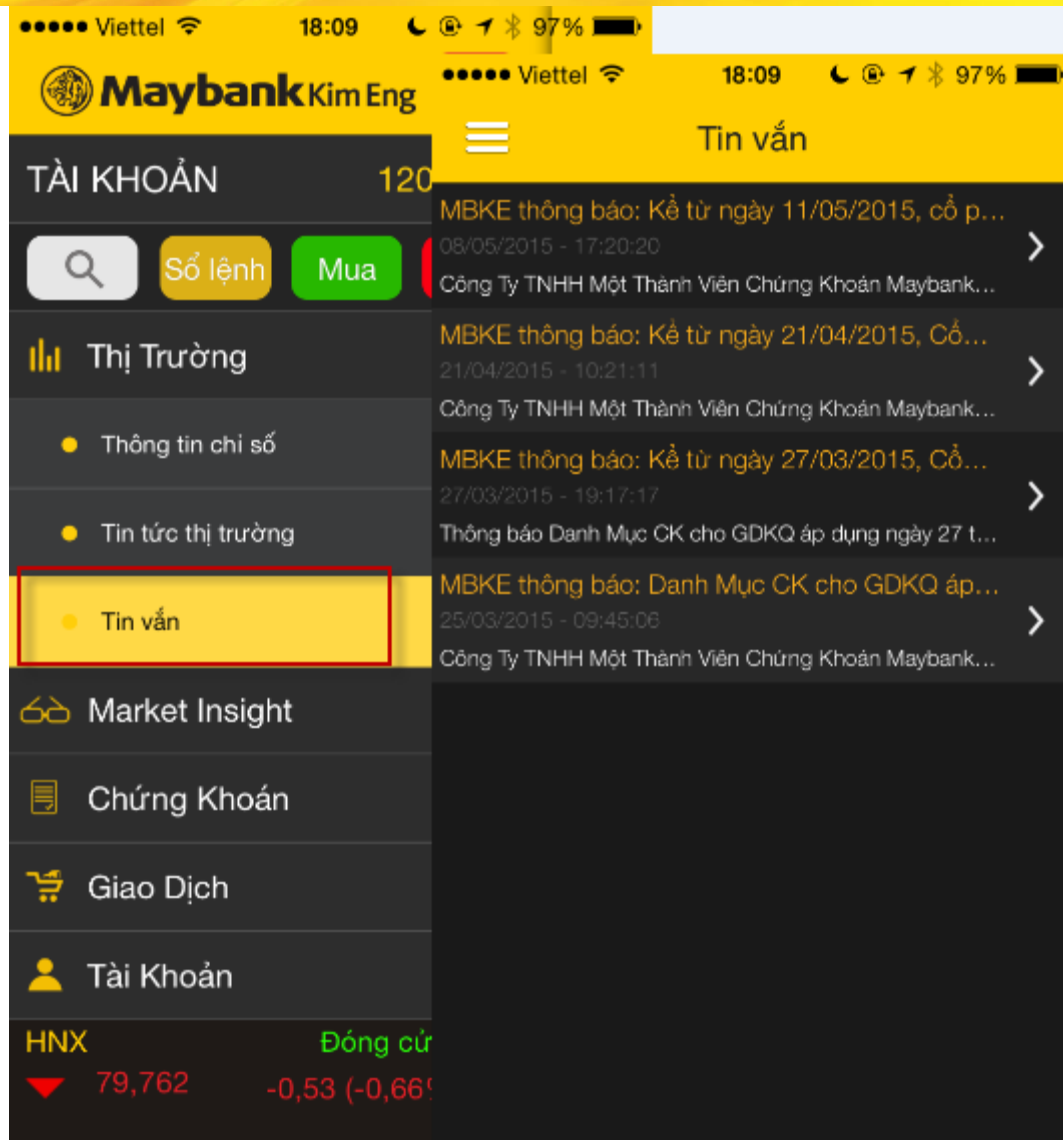 Viettel 18:09 97%
Maybank Kim Eng
TÀI KHOẢN 120
Sổ lệnh Mua
Thị Trường
Thông tin chỉ số
Tin tức thị trường
Tin vắn
Market Insight
Chứng Khoán
Giao Dịch
Tài Khoản
HNX Đóng cử
79,762 -0,53 (-0,66%
Viettel 18:09 97%
Tin vắn
MBKE thông báo: Kể từ ngày 11/05/2015, cổ p...
08/05/2015 - 17:20:20
Công Ty TNHH Một Thành Viên Chứng Khoán Maybank...
MBKE thông báo: Kể từ ngày 21/04/2015, Cổ...
21/04/2015 - 10:21:11
Công Ty TNHH Một Thành Viên Chứng Khoán Maybank...
MBKE thông báo: Kể từ ngày 27/03/2015, Cổ...
27/03/2015 - 19:17:17
Thông báo Danh Mục CK cho GDKQ áp dụng ngày 27 t...
MBKE thông báo: Danh Mục CK cho GDKQ áp...
25/03/2015 - 09:45:06
Công Ty TNHH Một Thành Viên Chứng Khoán Maybank...